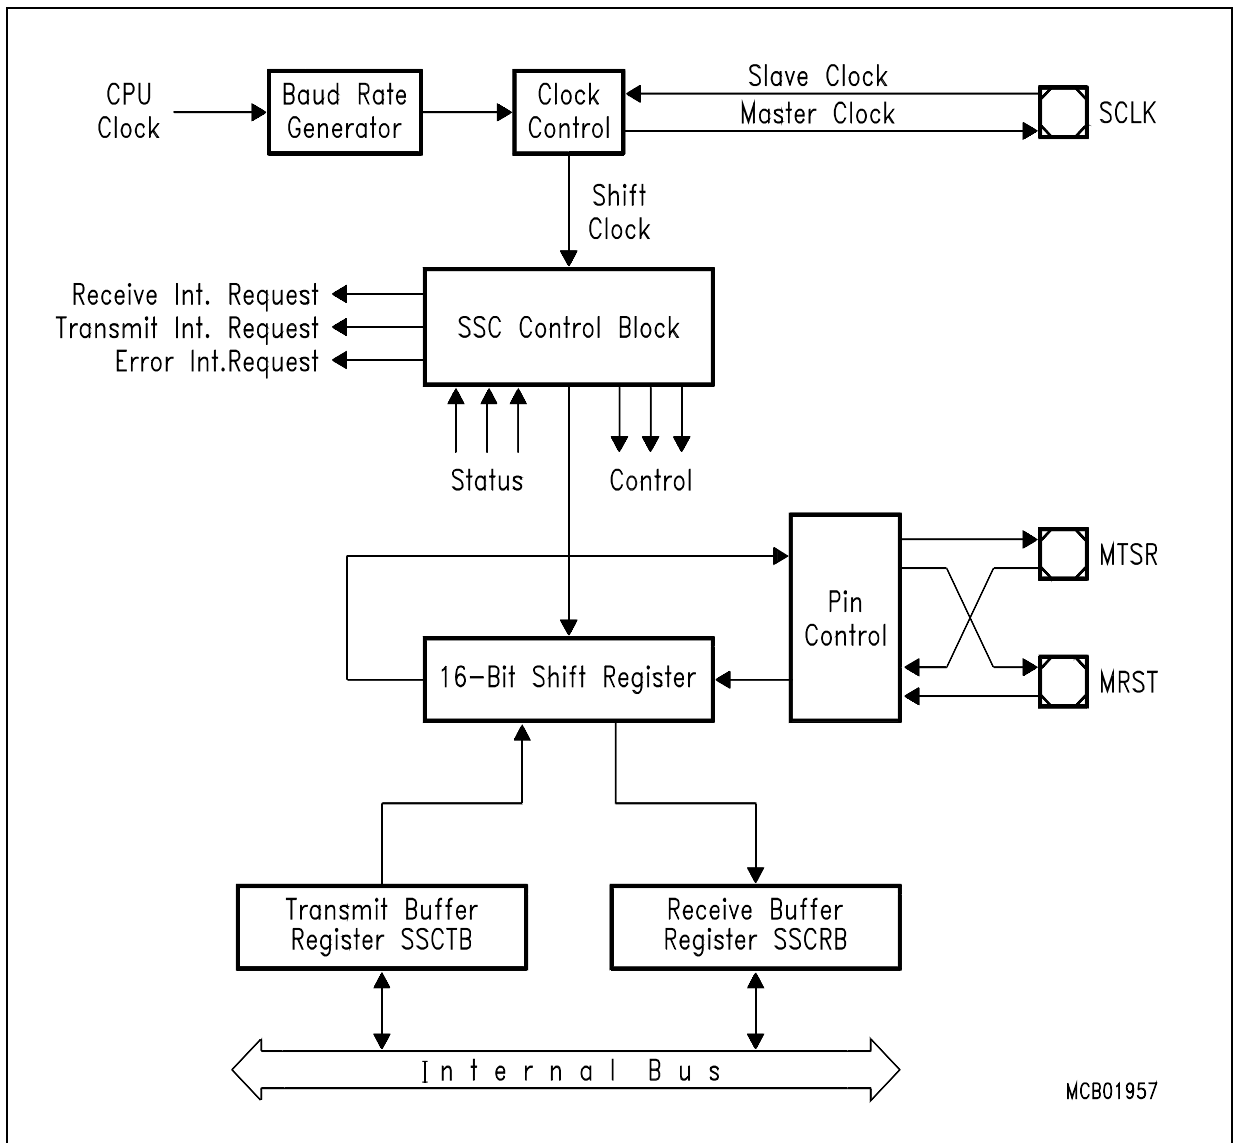 CPU
Clock
Baud Rate
Generator
Clock
Control
Slave Clock
Master Clock
SCLK
Shift
Clock
Receive Int. Request
Transmit Int. Request
Error Int.Request
SSC Control Block
Status
Control
Pin
Control
MTSR
MRST
16-Bit Shift Register
Transmit Buffer
Register SSCTB
Receive Buffer
Register SSCRB
Internal Bus
MCB01957